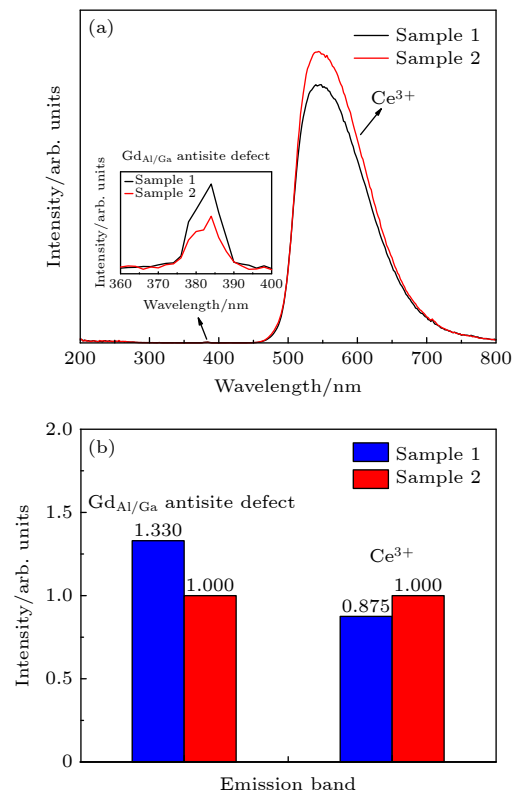 (a)
Sample 1
Sample 2
Ce³⁺
Gd_Al/Ga antisite defect
Sample 1
Sample 2
Intensity/arb. units
360 370 380 390 400
Wavelength/nm
Intensity/arb. units
200 300 400 500 600 700 800
Wavelength/nm
(b)
Sample 1
Sample 2
2.0
1.5
1.0
0.5
0
Gd_Al/Ga antisite defect
Ce³⁺
1.330
1.000
0.875
1.000
Intensity/arb. units
Emission band